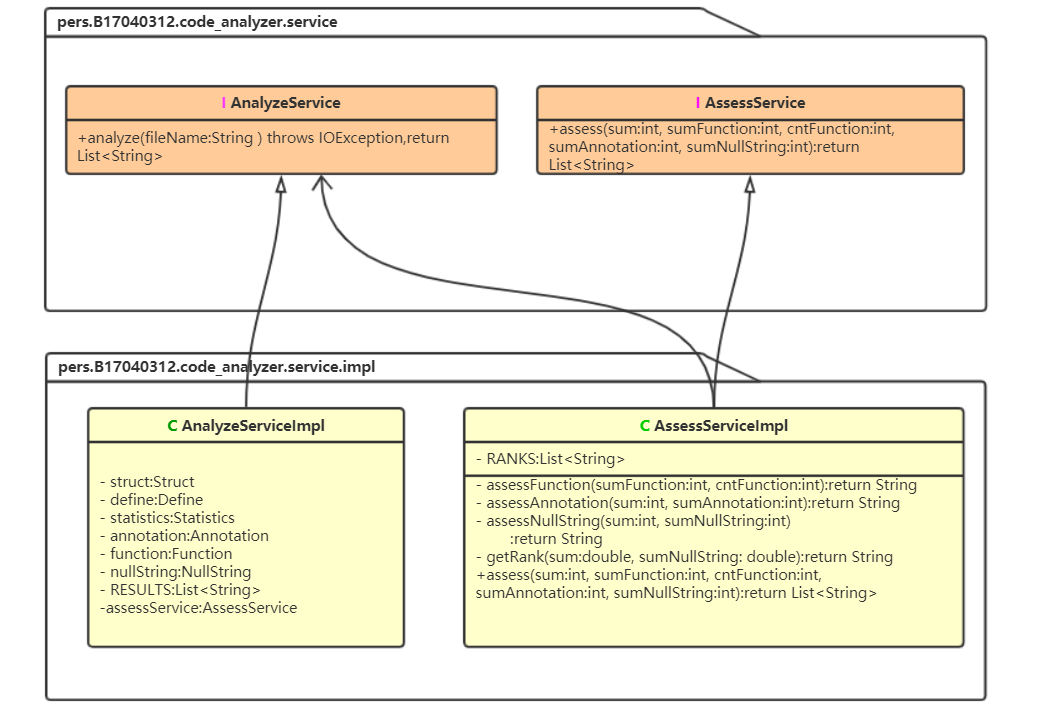 pers.B17040312.code_analyzer.service
I AnalyzeService
+analyze(fileName:String ) throws IOException,return
List<String>
I AssessService
+assess(sum:int, sumFunction:int, cntFunction:int,
sumAnnotation:int, sumNullString:int):return
List<String>
pers.B17040312.code_analyzer.service.impl
C AnalyzeServiceImpl
- struct:Struct
- define:Define
- statistics:Statistics
- annotation:Annotation
- function:Function
- nullString:NullString
- RESULTS:List<String>
-assessService:AssessService
C AssessServiceImpl
- RANKS:List<String>
- assessFunction(sumFunction:int, cntFunction:int):return String
- assessAnnotation(sum:int, sumAnnotation:int):return String
- assessNullString(sum:int, sumNullString:int)
:return String
- getRank(sum:double, sumNullString: double):return String
+assess(sum:int, sumFunction:int, cntFunction:int,
sumAnnotation:int, sumNullString:int):return List<String>